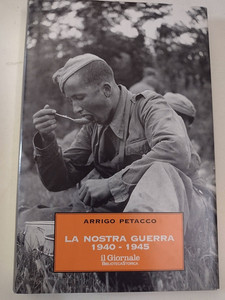 ARRIGO PETACCO
LA NOSTRA GUERRA
1940 - 1945
il Giornale
BIBLIOTECA STORICA